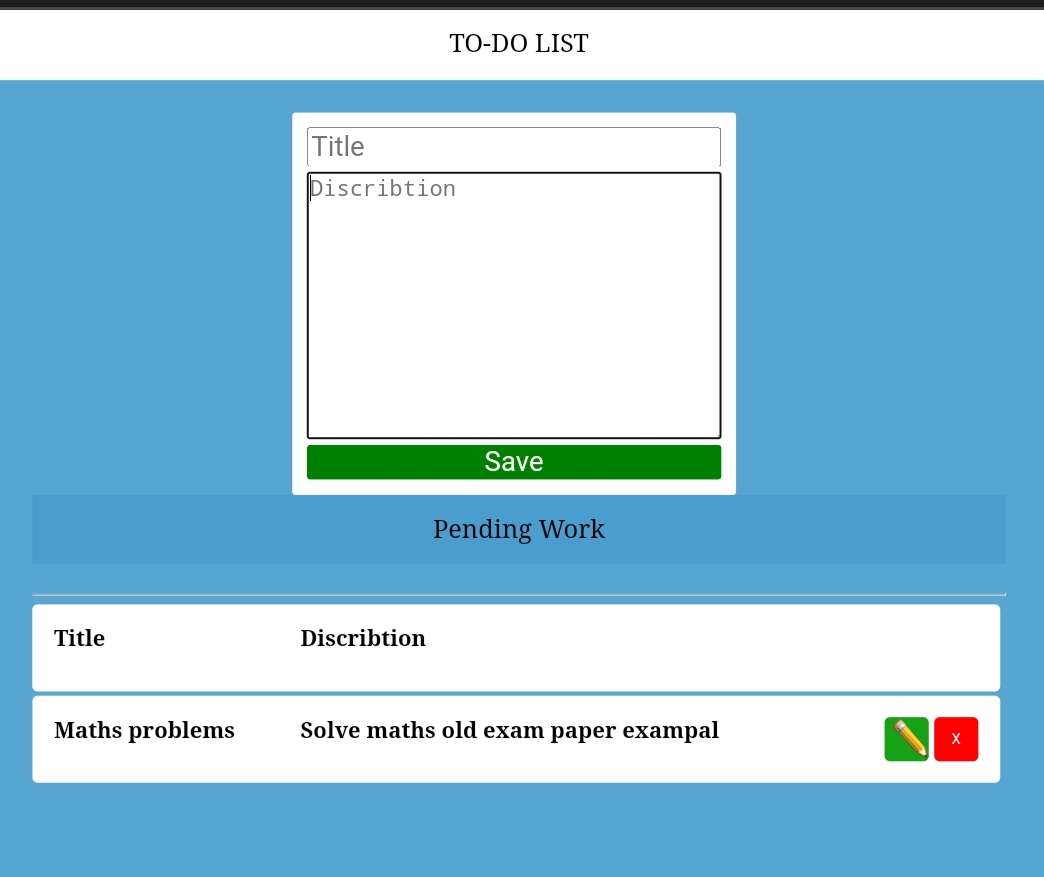 TO-DO LIST
Title
Discribtion
Save
Pending Work
Title Discribtion
Maths problems Solve maths old exam paper exampal X